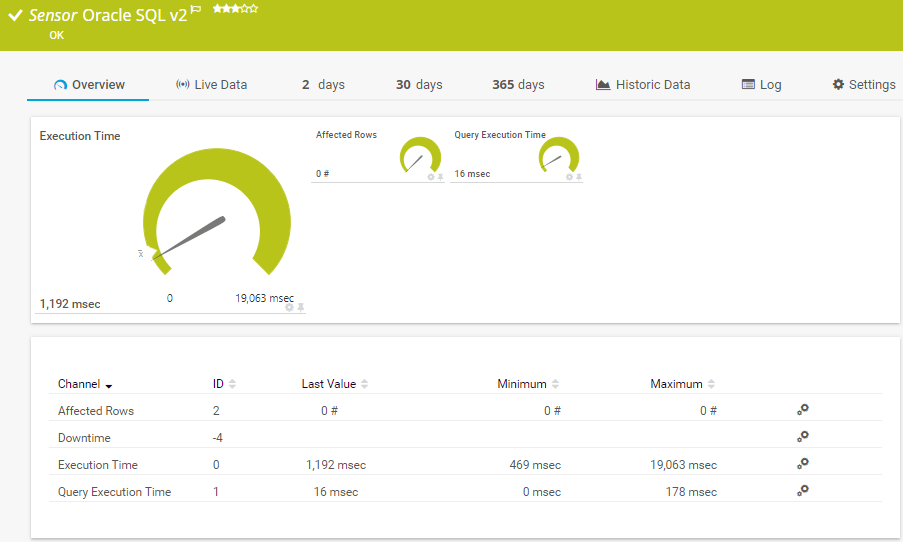 Sensor Oracle SQL v2
OK
Overview Live Data 2 days 30 days 365 days Historic Data Log Settings
Execution Time
Affected Rows
0 #
Query Execution Time
16 msec
x̄
0 19,063 msec
1,192 msec
Channel ID Last Value Minimum Maximum
Affected Rows 2 0 # 0 # 0 #
Downtime -4
Execution Time 0 1,192 msec 469 msec 19,063 msec
Query Execution Time 1 16 msec 0 msec 178 msec